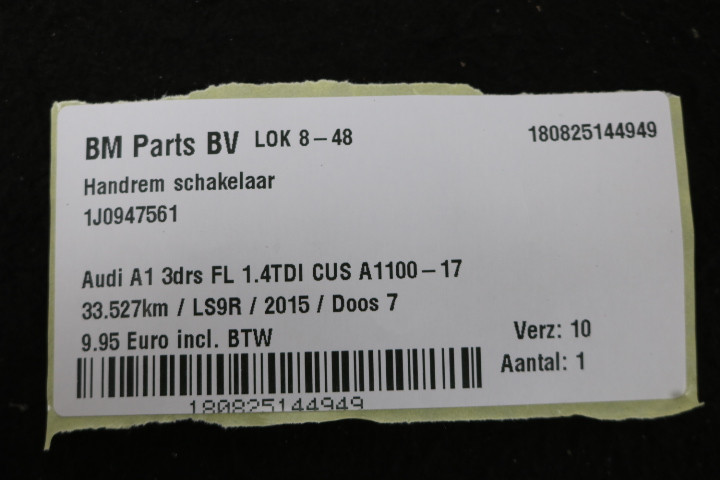 BM Parts BV LOK 8-48 180825144949
Handrem schakelaar
1J0947561
Audi A1 3drs FL 1.4TDI CUS A1100-17
33.527km / LS9R / 2015 / Doos 7
9.95 Euro incl. BTW
Verz: 10
Aantal: 1
180825144949